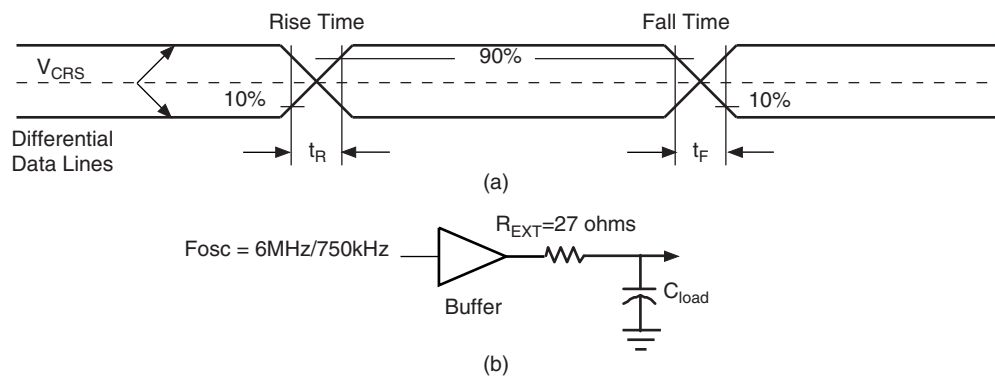 Rise Time Fall Time
V_CRS
90%
10% 10%
Differential
Data Lines
t_R t_F
(a)
R_EXT=27 ohms
Fosc = 6MHz/750kHz
C_load
Buffer
(b)